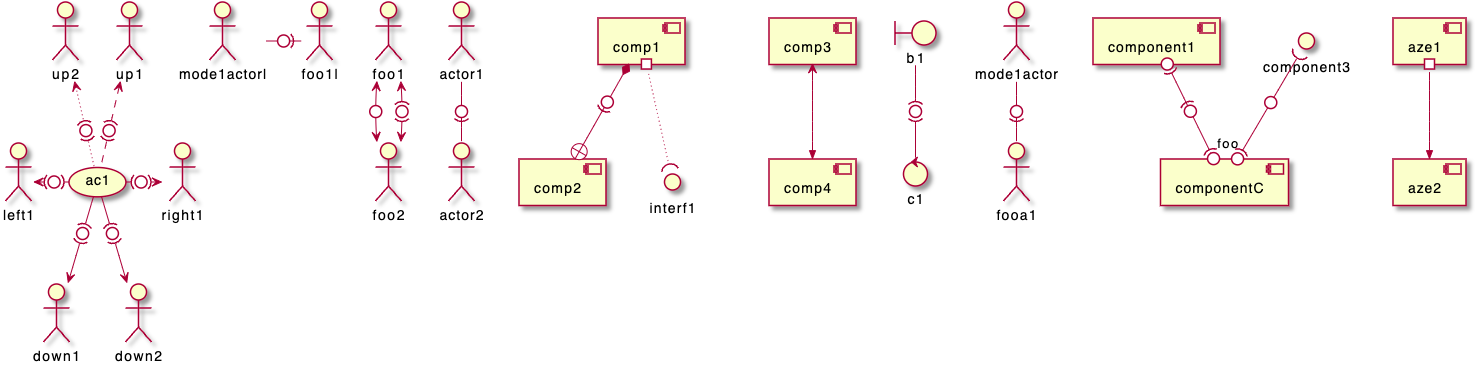 up2
up1
mode1actorl
foo1l
foo1
actor1
comp1
comp3
b1
mode1actor
component1
component3
aze1
left1
ac1
right1
foo2
actor2
comp2
interf1
comp4
c1
fooa1
foo
componentC
aze2
down1
down2